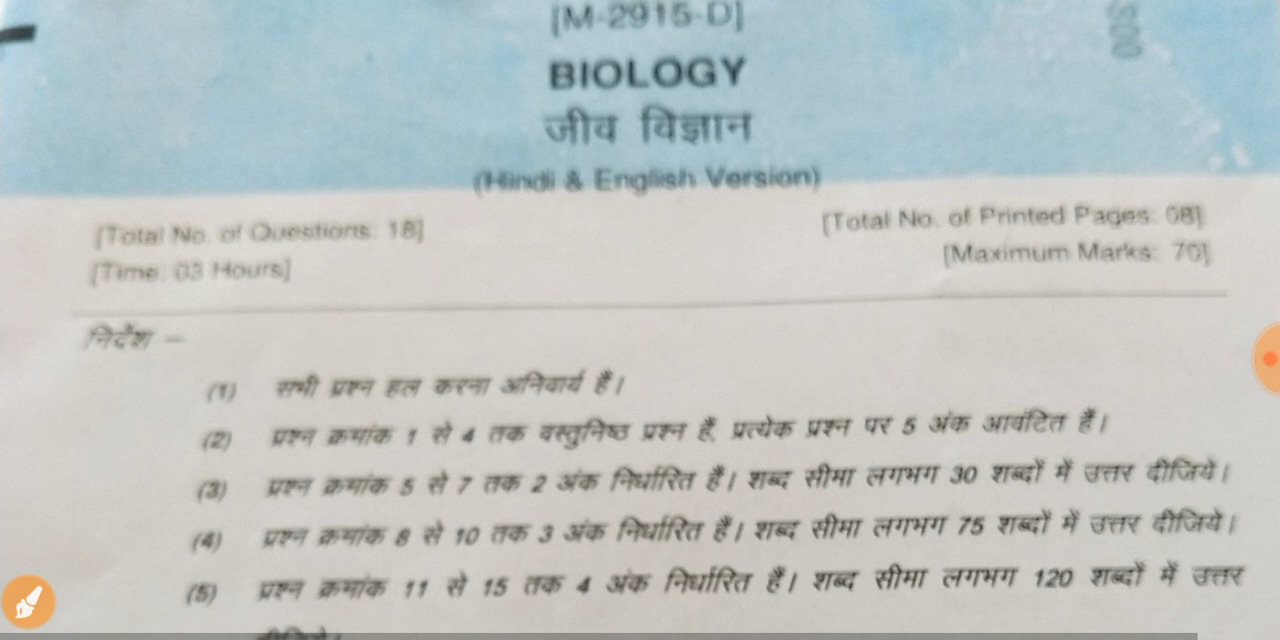 [M-2915-D]
BIOLOGY
जीव विज्ञान
(Hindi & English Version)
[Total No. of Questions: 18]
[Total No. of Printed Pages: 08]
[Time: 03 Hours]
[Maximum Marks: 70]
निर्देश –
(1) सभी प्रश्न हल करना अनिवार्य हैं।
(2) प्रश्न क्रमांक 1 से 4 तक वस्तुनिष्ठ प्रश्न हैं, प्रत्येक प्रश्न पर 5 अंक आवंटित हैं।
(3) प्रश्न क्रमांक 5 से 7 तक 2 अंक निर्धारित हैं। शब्द सीमा लगभग 30 शब्दों में उत्तर दीजिये।
(4) प्रश्न क्रमांक 8 से 10 तक 3 अंक निर्धारित हैं। शब्द सीमा लगभग 75 शब्दों में उत्तर दीजिये।
(5) प्रश्न क्रमांक 11 से 15 तक 4 अंक निर्धारित हैं। शब्द सीमा लगभग 120 शब्दों में उत्तर